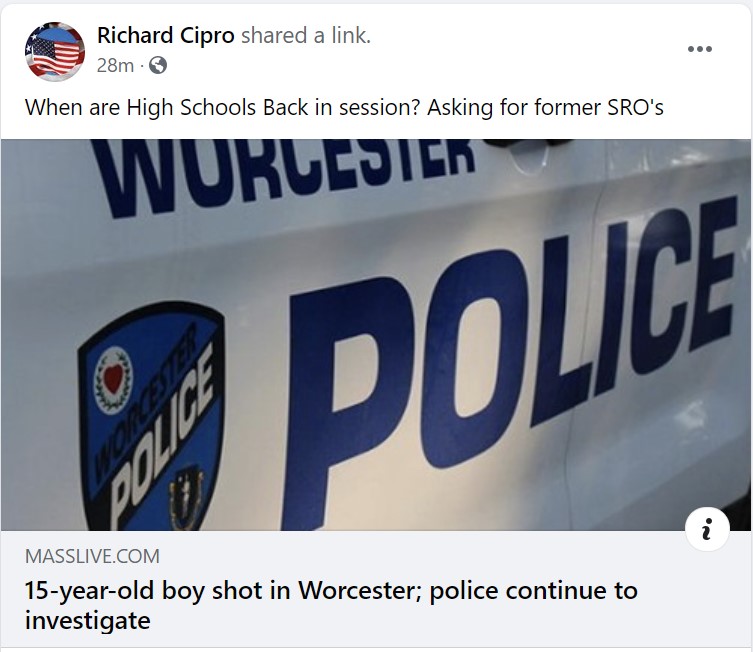 Richard Cipro shared a link.
28m ·
When are High Schools Back in session? Asking for former SRO's
WORCESTER
POLICE
WORCESTER
POLICE
i
MASSLIVE.COM
15-year-old boy shot in Worcester; police continue to
investigate